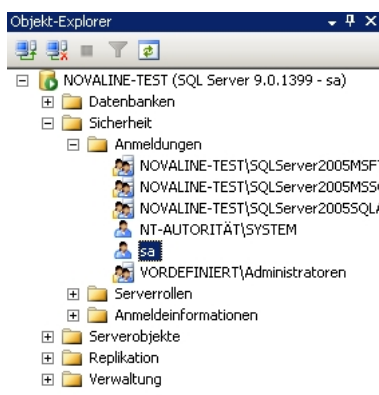 Objekt-Explorer
NOVALINE-TEST (SQL Server 9.0.1399 - sa)
Datenbanken
Sicherheit
Anmeldungen
NOVALINE-TEST\SQLServer2005MSF
NOVALINE-TEST\SQLServer2005MSS
NOVALINE-TEST\SQLServer2005SQLA
NT-AUTORITÄT\SYSTEM
sa
VORDEFINIERT\Administratoren
Serverrollen
Anmeldeinformationen
Serverobjekte
Replikation
Verwaltung